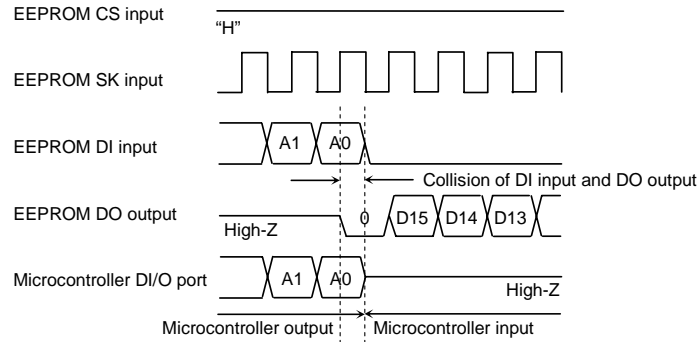 EEPROM CS input
“H”
EEPROM SK input
EEPROM DI input
A1
A0
Collision of DI input and DO output
EEPROM DO output
High-Z
0
D15
D14
D13
Microcontroller DI/O port
A1
A0
High-Z
Microcontroller output
Microcontroller input